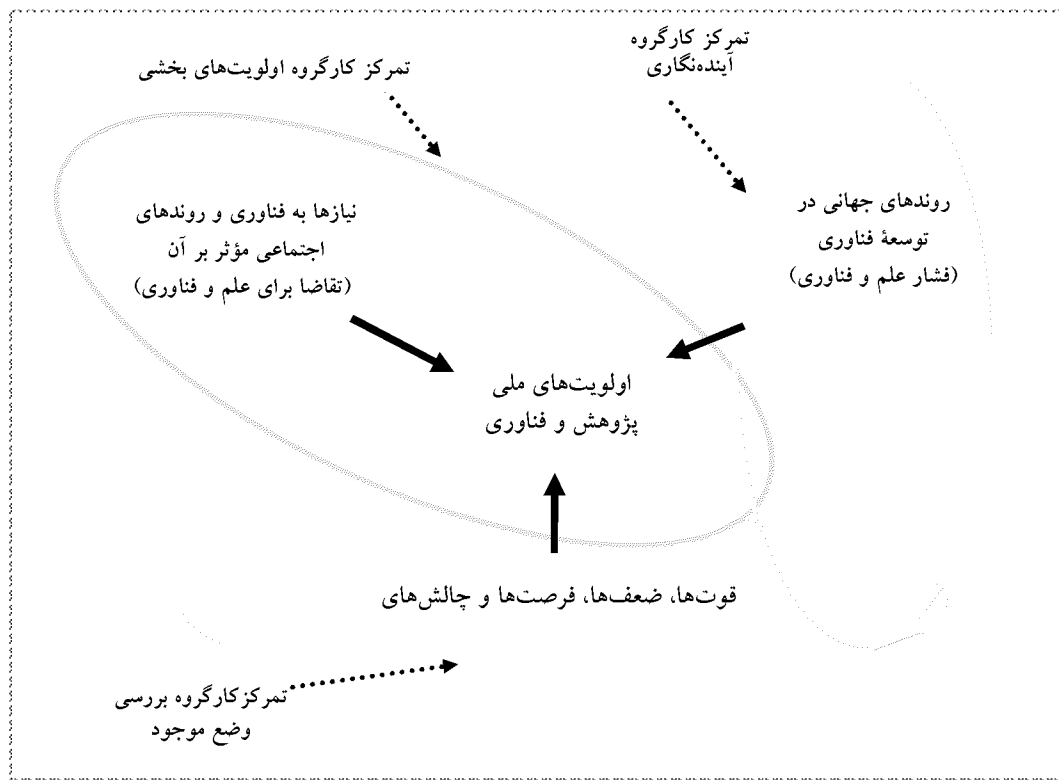 تمرکز کارگروه
آینده‌نگاری
تمرکز کارگروه اولویت‌های بخشی
روندهای جهانی در
توسعهٔ فناوری
(فشار علم و فناوری)
نیازها به فناوری و روندهای
اجتماعی مؤثر بر آن
(تقاضا برای علم و فناوری)
اولویت‌های ملی
پژوهش و فناوری
قوت‌ها، ضعف‌ها، فرصت‌ها و چالش‌های
تمرکزکارگروه بررسی
وضع موجود